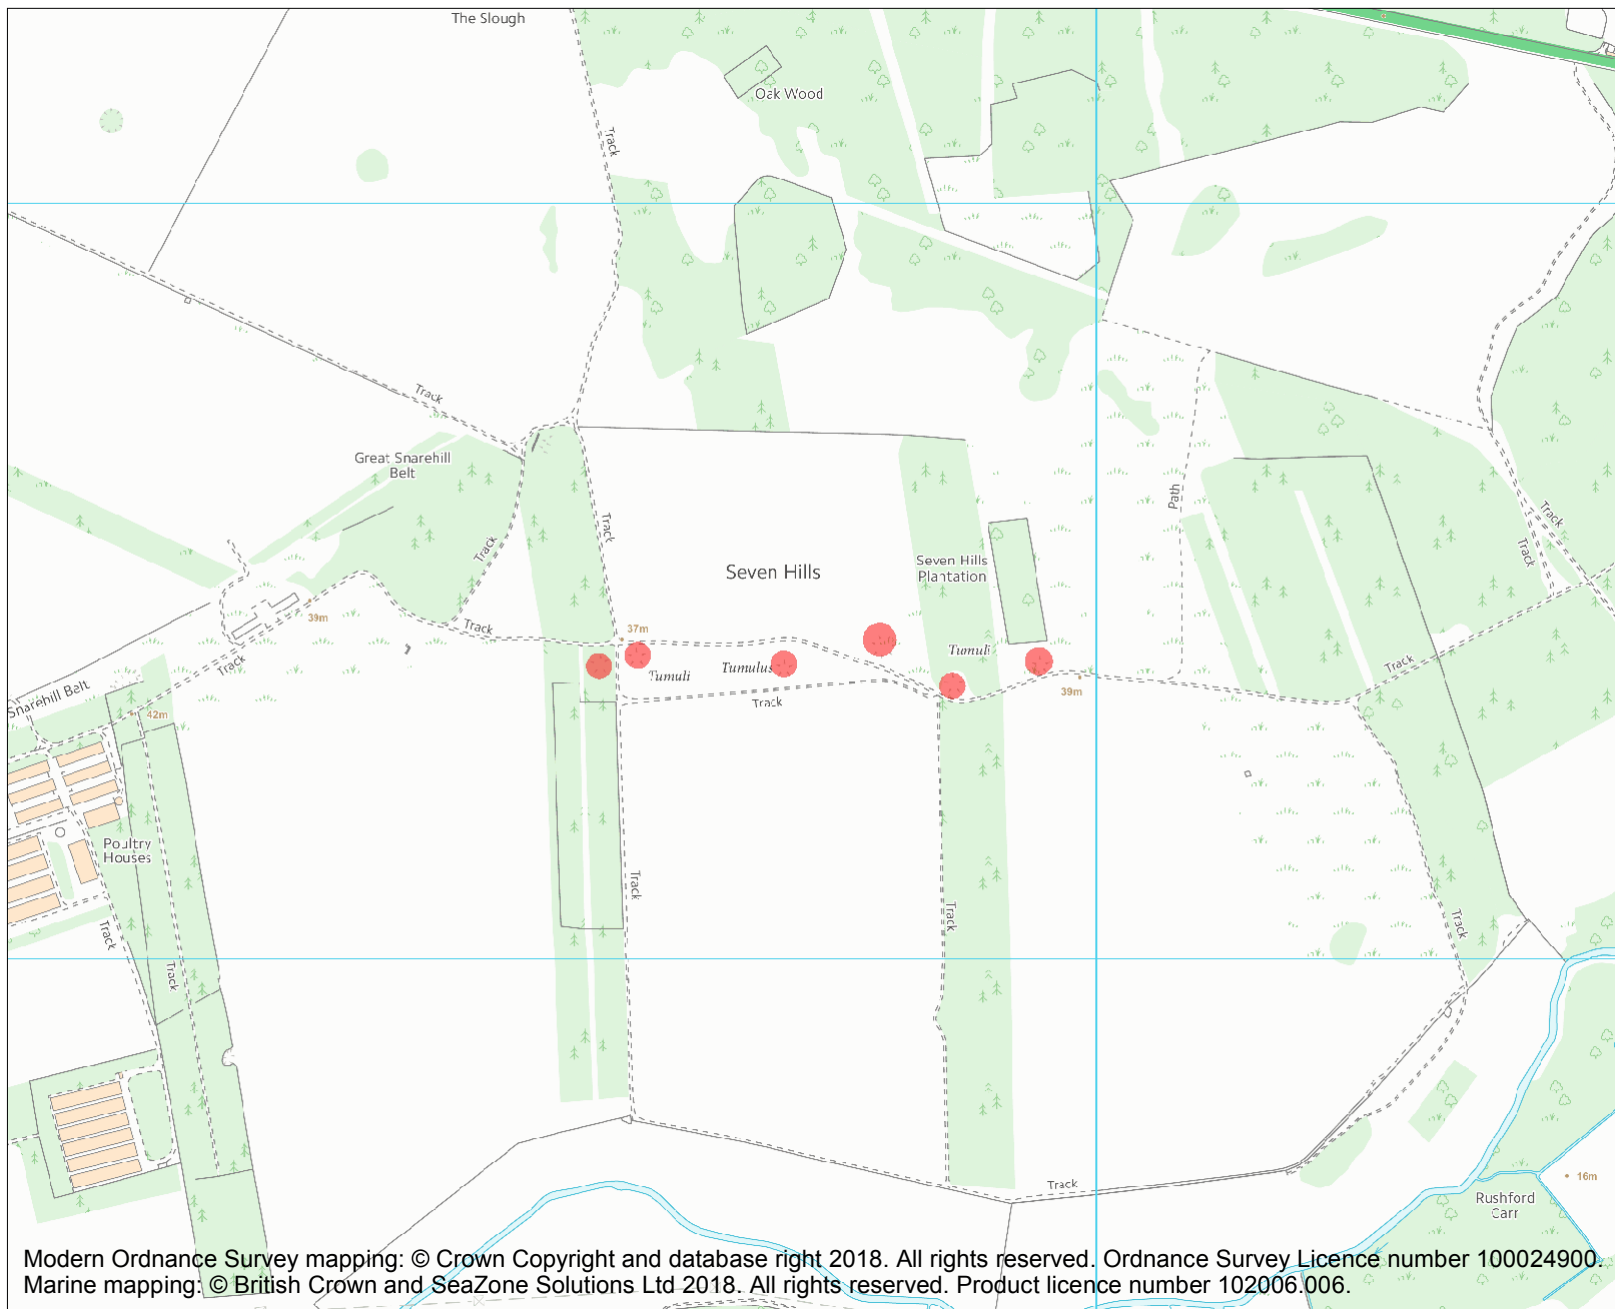 The Slough
Oak Wood
Track
Track
Great Snarehill
Belt
Track
Track
Path
Track
Track
Seven Hills
Seven Hills
Plantation
39m
Track
37m
Tumuli
Tumulus
Tumuli
Track
Track
Track
39m
Snarehill Belt
42m
Poultry
Houses
Track
Track
Track
Track
Track
Track
16m
Rushford
Carr
Modern Ordnance Survey mapping: © Crown Copyright and database right 2018. All rights reserved. Ordnance Survey Licence number 100024900.
Marine mapping: © British Crown and SeaZone Solutions Ltd 2018. All rights reserved. Product licence number 102006.006.